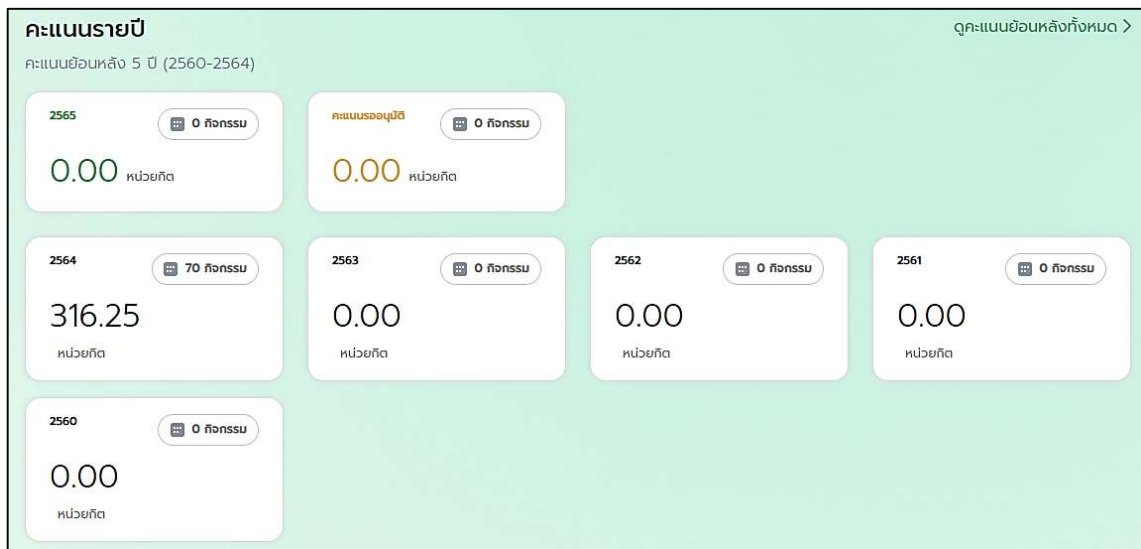 คะแนนรายปี
ดูคะแนนย้อนหลังทั้งหมด >
คะแนนย้อนหลัง 5 ปี (2560-2564)
2565
0 กิจกรรม
0.00 หน่วยกิต
คะแนนรออนุมัติ
0 กิจกรรม
0.00 หน่วยกิต
2564
70 กิจกรรม
316.25
หน่วยกิต
2563
0 กิจกรรม
0.00
หน่วยกิต
2562
0 กิจกรรม
0.00
หน่วยกิต
2561
0 กิจกรรม
0.00
หน่วยกิต
2560
0 กิจกรรม
0.00
หน่วยกิต